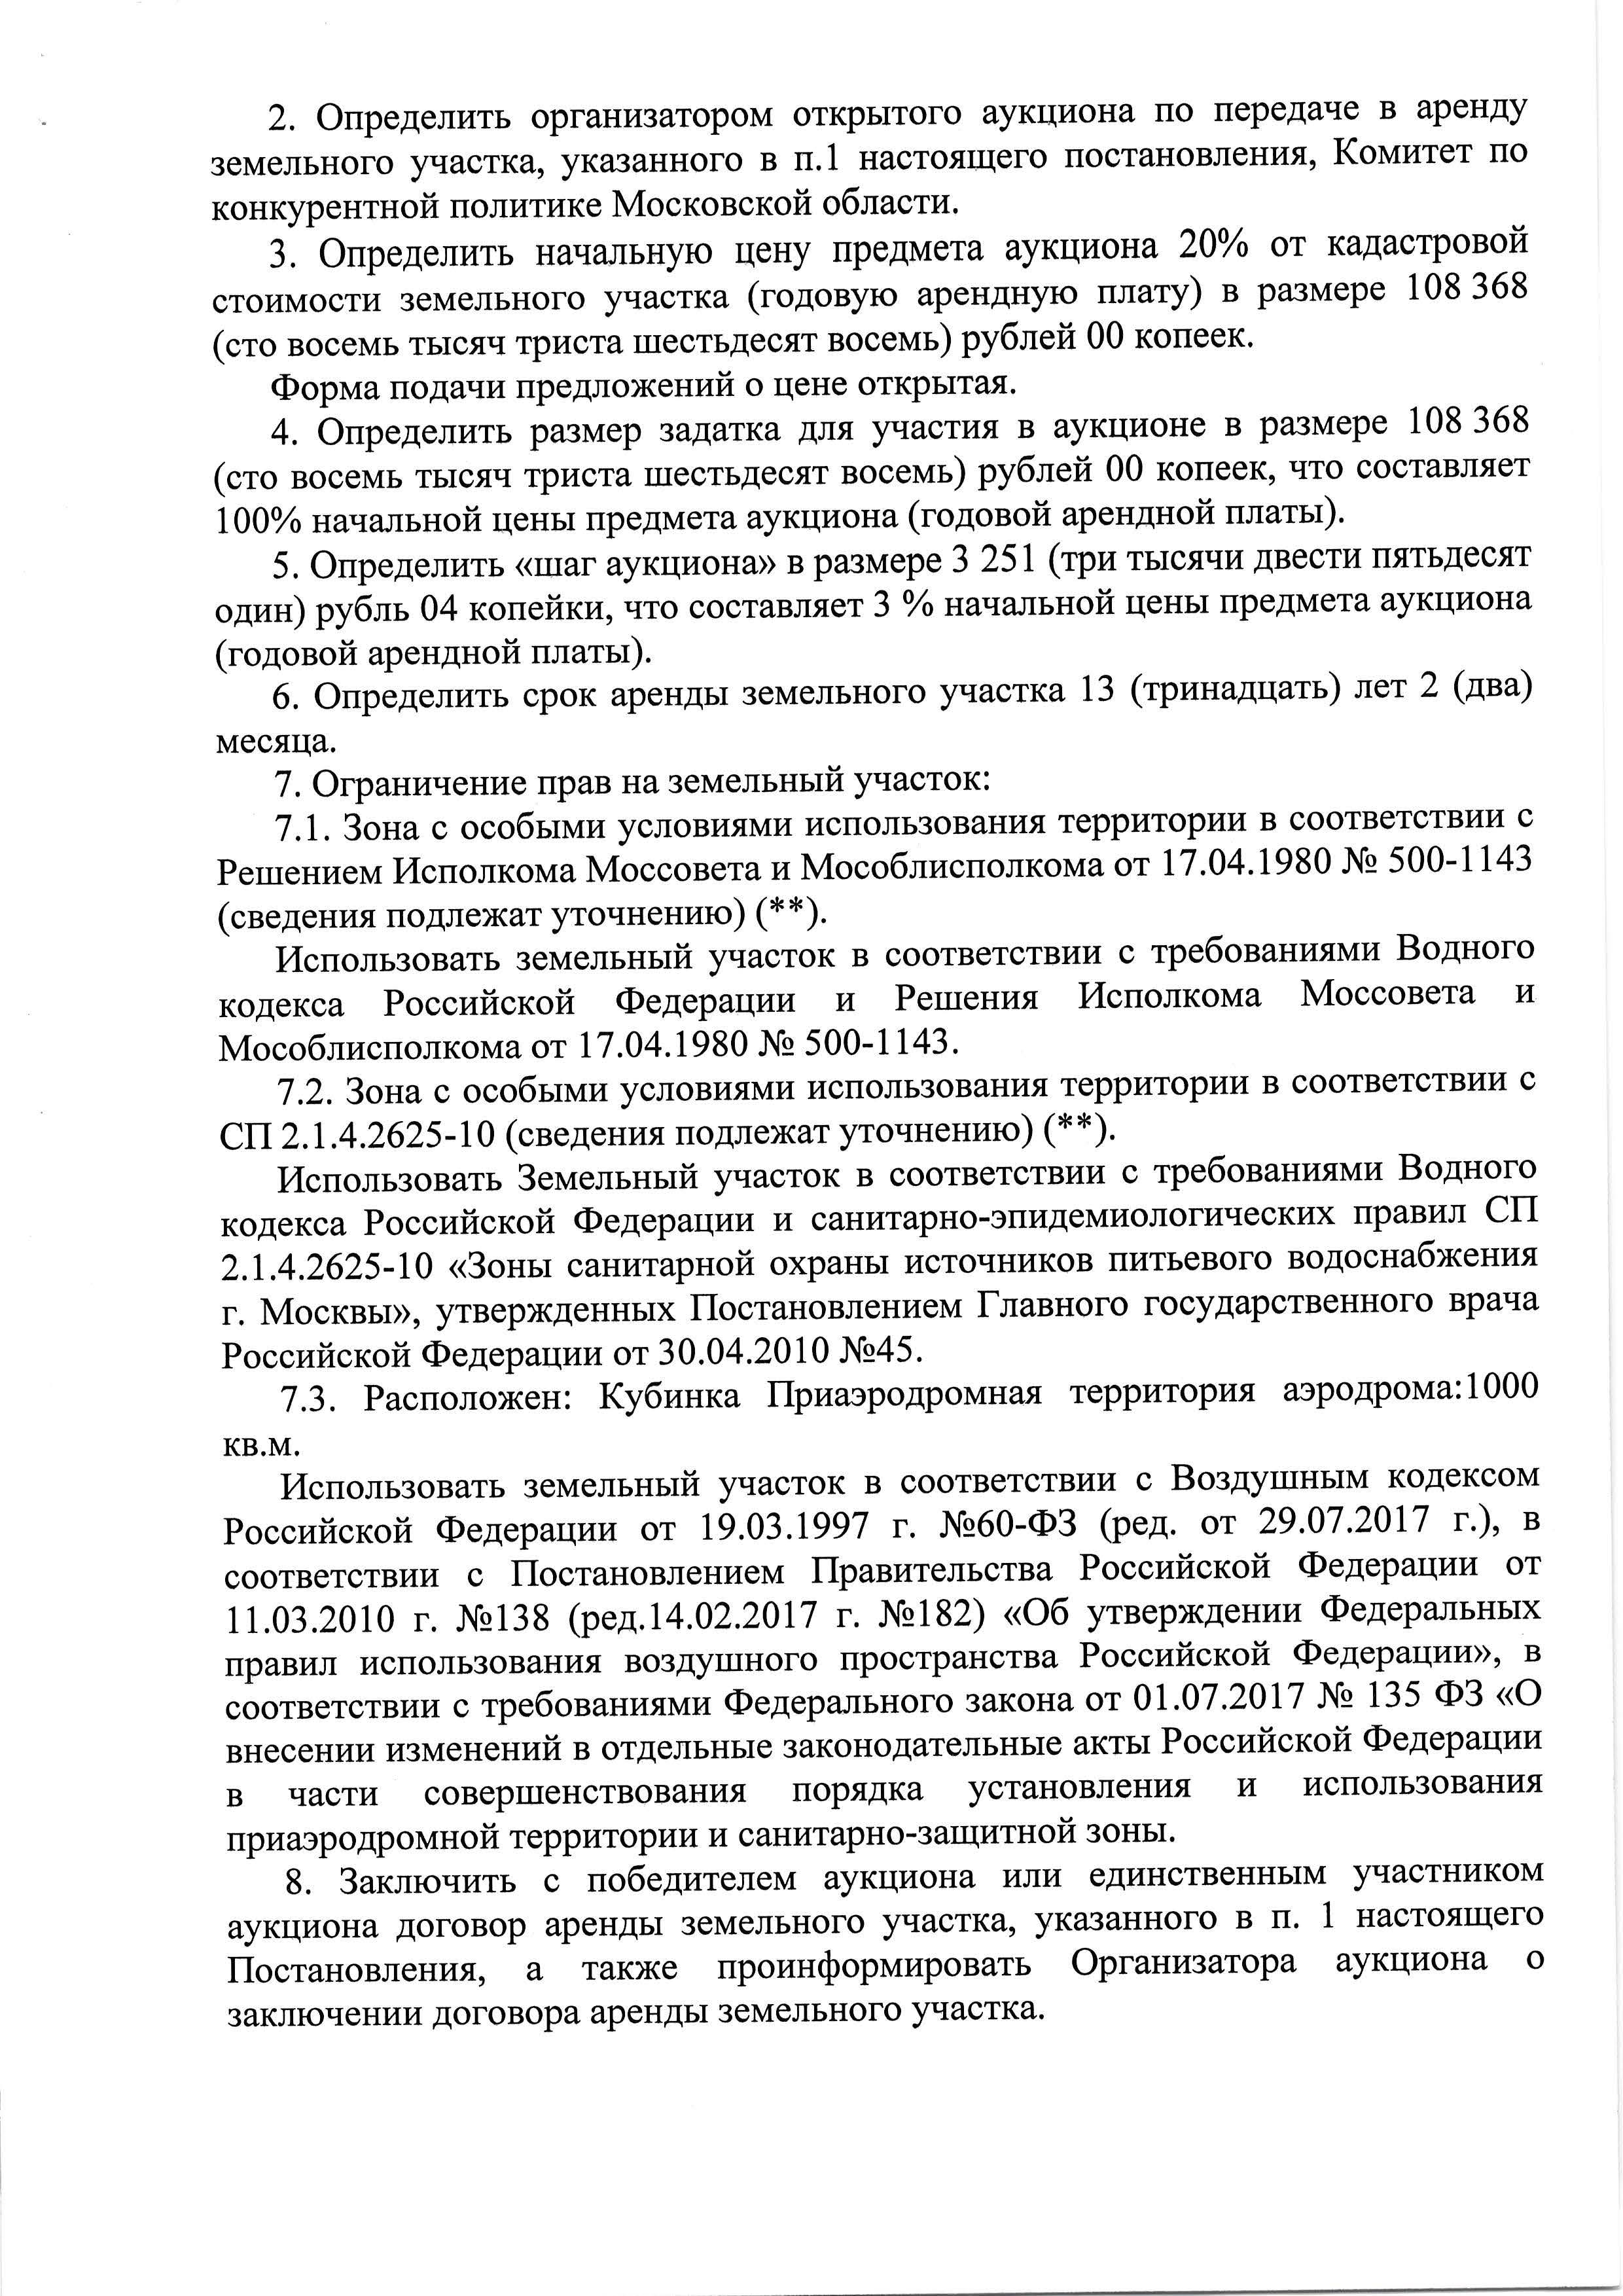 2. Определить организатором открытого аукциона по передаче в аренду
земельного участка, указанного в п.1 настоящего постановления, Комитет по
конкурентной политике Московской области.
3. Определить начальную цену предмета аукциона 20% от кадастровой
стоимости земельного участка (годовую арендную плату) в размере 108 368
(сто восемь тысяч триста шестьдесят восемь) рублей 00 копеек.
Форма подачи предложений о цене открытая.
4. Определить размер задатка для участия в аукционе в размере 108 368
(сто восемь тысяч триста шестьдесят восемь) рублей 00 копеек, что составляет
100% начальной цены предмета аукциона (годовой арендной платы).
5. Определить «шаг аукциона» в размере 3 251 (три тысячи двести пятьдесят
один) рубль 04 копейки, что составляет 3 % начальной цены предмета аукциона
(годовой арендной платы).
6. Определить срок аренды земельного участка 13 (тринадцать) лет 2 (два)
месяца.
7. Ограничение прав на земельный участок:
7.1. Зона с особыми условиями использования территории в соответствии с
Решением Исполкома Моссовета и Мособлисполкома от 17.04.1980 № 500-1143
(сведения подлежат уточнению) (**).
Использовать земельный участок в соответствии с требованиями Водного
кодекса Российской Федерации и Решения Исполкома Моссовета и
Мособлисполкома от 17.04.1980 № 500-1143.
7.2. Зона с особыми условиями использования территории в соответствии с
СП 2.1.4.2625-10 (сведения подлежат уточнению) (**).
Использовать Земельный участок в соответствии с требованиями Водного
кодекса Российской Федерации и санитарно-эпидемиологических правил СП
2.1.4.2625-10 «Зоны санитарной охраны источников питьевого водоснабжения
г. Москвы», утвержденных Постановлением Главного государственного врача
Российской Федерации от 30.04.2010 №45.
7.3. Расположен: Кубинка Приаэродромная территория аэродрома:1000
кв.м.
Использовать земельный участок в соответствии с Воздушным кодексом
Российской Федерации от 19.03.1997 г. №60-ФЗ (ред. от 29.07.2017 г.), в
соответствии с Постановлением Правительства Российской Федерации от
11.03.2010 г. №138 (ред.14.02.2017 г. №182) «Об утверждении Федеральных
правил использования воздушного пространства Российской Федерации», в
соответствии с требованиями Федерального закона от 01.07.2017 № 135 ФЗ «О
внесении изменений в отдельные законодательные акты Российской Федерации
в части совершенствования порядка установления и использования
приаэродромной территории и санитарно-защитной зоны.
8. Заключить с победителем аукциона или единственным участником
аукциона договор аренды земельного участка, указанного в п. 1 настоящего
Постановления, а также проинформировать Организатора аукциона о
заключении договора аренды земельного участка.